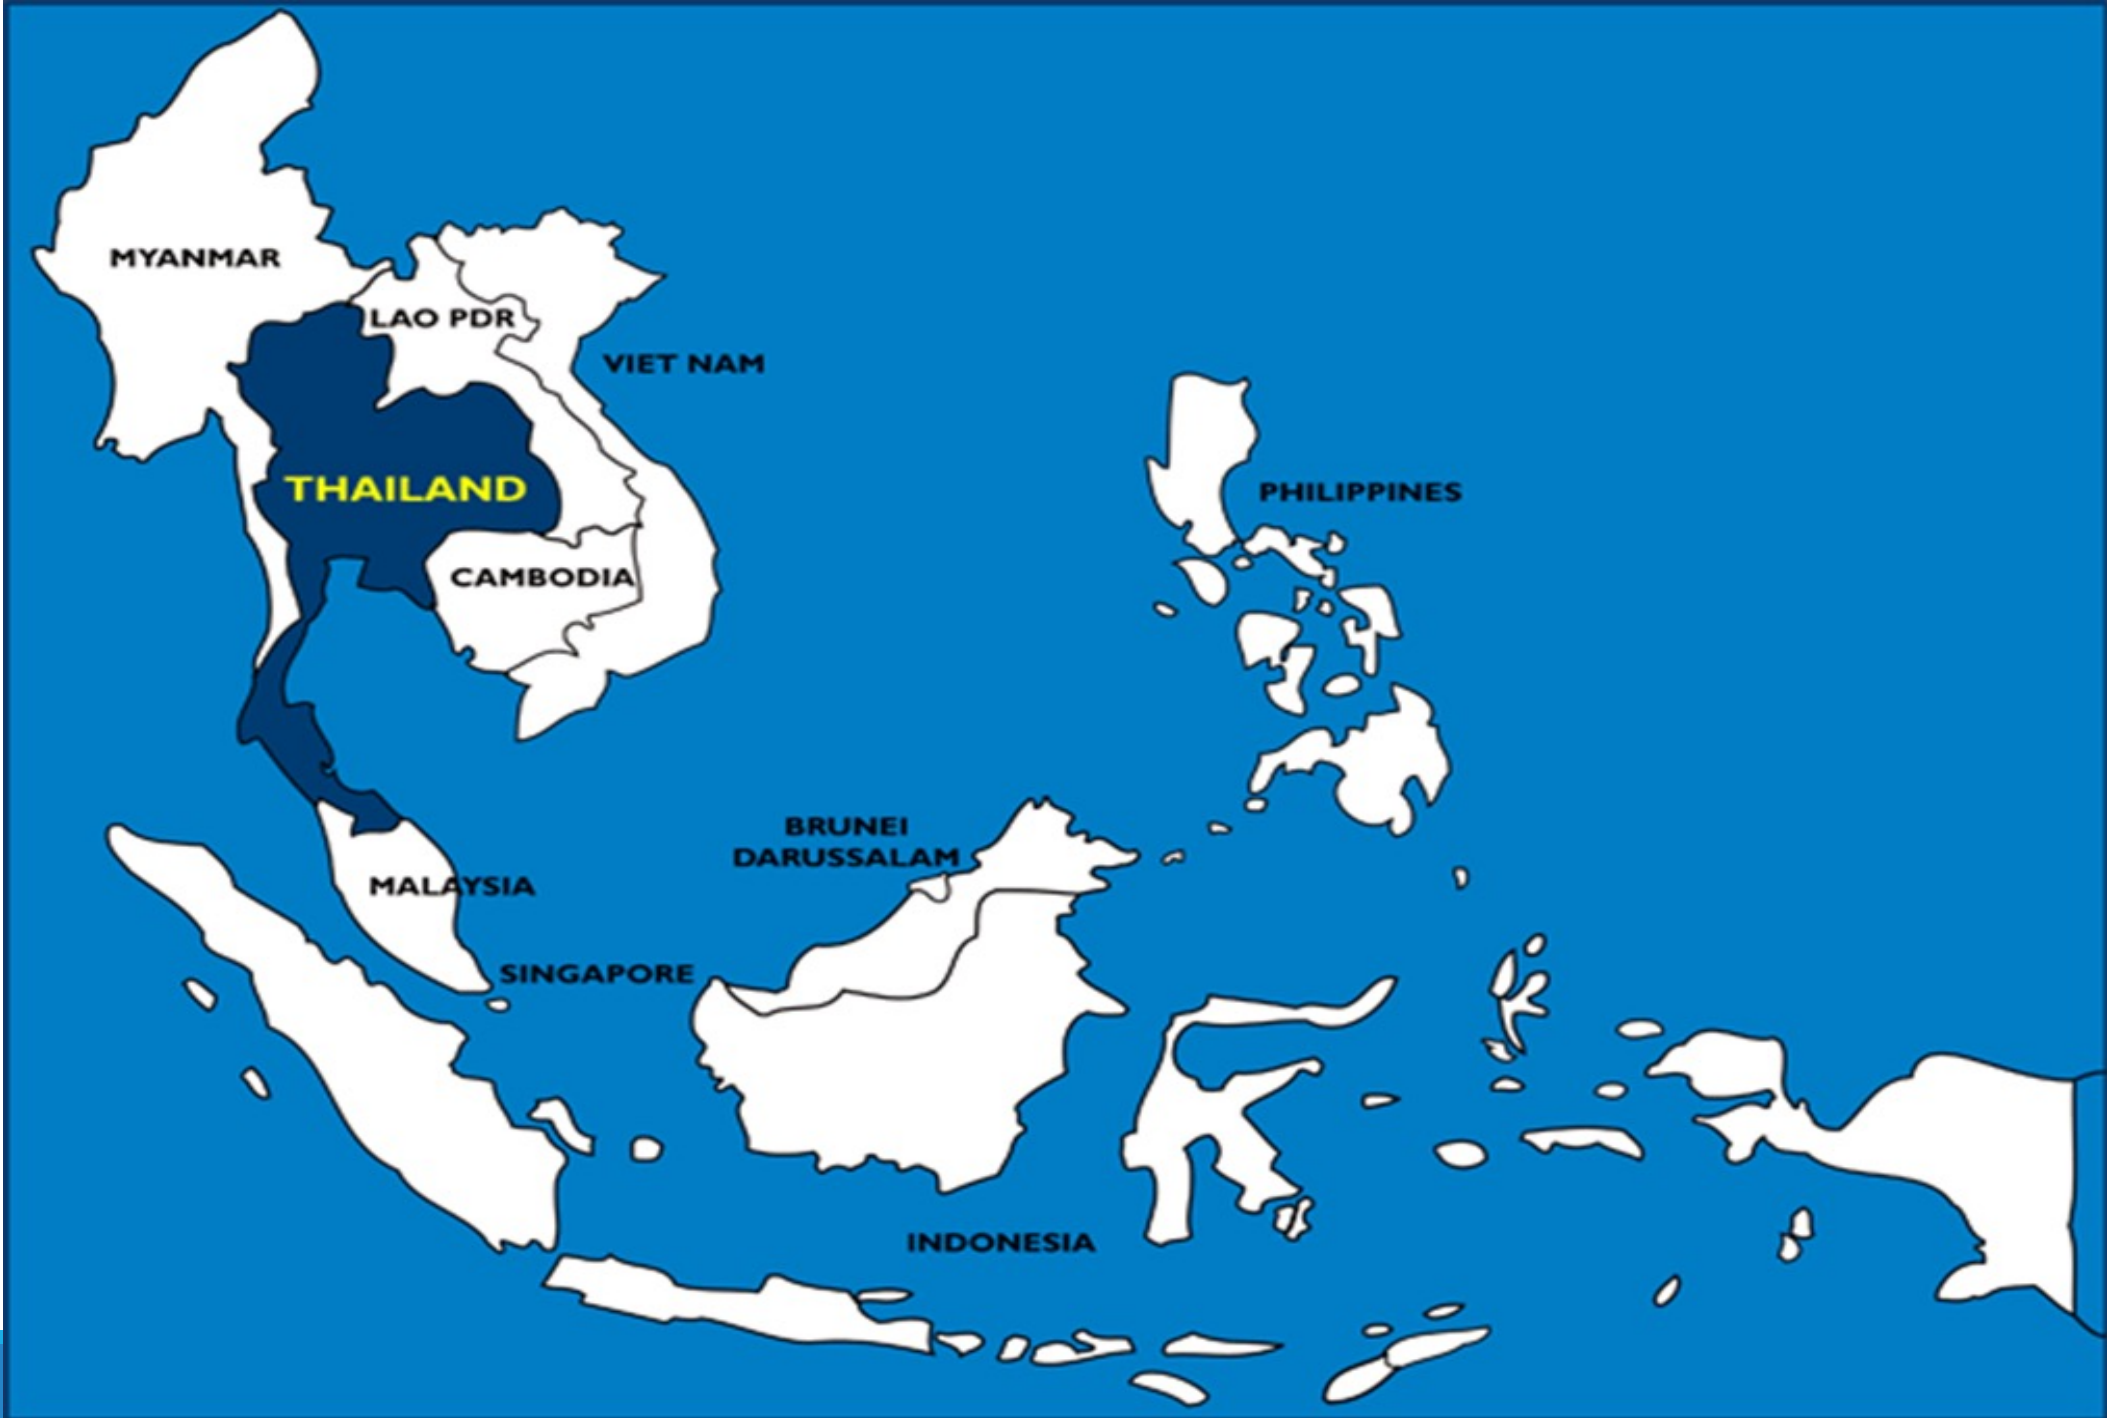 MYANMAR
LAO PDR
VIET NAM
THAILAND
PHILIPPINES
CAMBODIA
BRUNEI
DARUSSALAM
MALAYSIA
SINGAPORE
INDONESIA